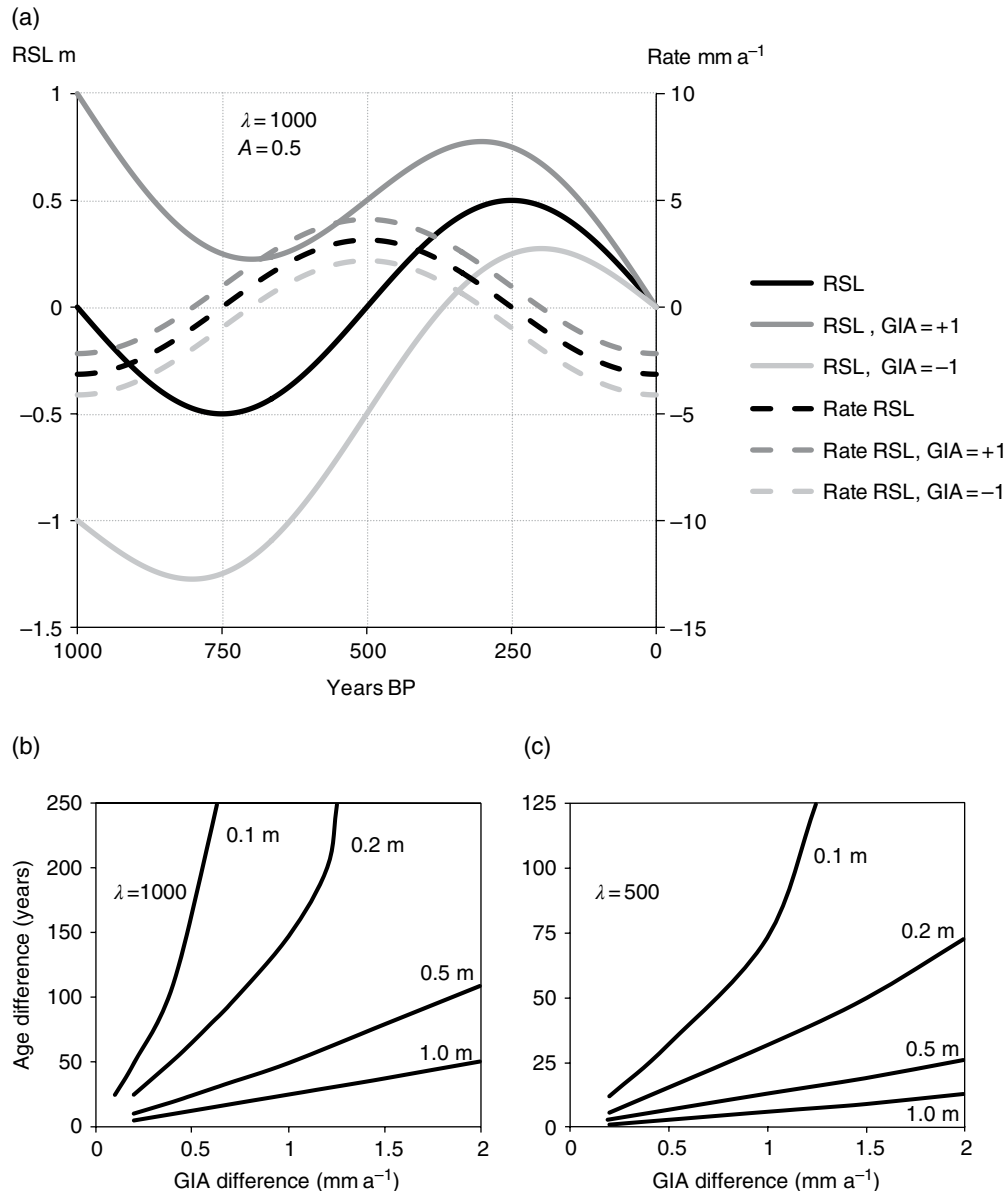 (a)
RSL m
Rate mm a⁻¹
λ=1000
A=0.5
1
0.5
0
–0.5
–1
–1.5
10
5
0
–5
–10
–15
1000 750 500 250 0
Years BP
RSL
RSL , GIA=+1
RSL, GIA=–1
Rate RSL
Rate RSL, GIA=+1
Rate RSL, GIA=–1
(b)
Age difference (years)
250
200
150
100
50
0
λ=1000
0.1 m
0.2 m
0.5 m
1.0 m
0 0.5 1 1.5 2
GIA difference (mm a⁻¹)
(c)
125
100
75
50
25
0
λ=500
0.1 m
0.2 m
0.5 m
1.0 m
0 0.5 1 1.5 2
GIA difference (mm a⁻¹)